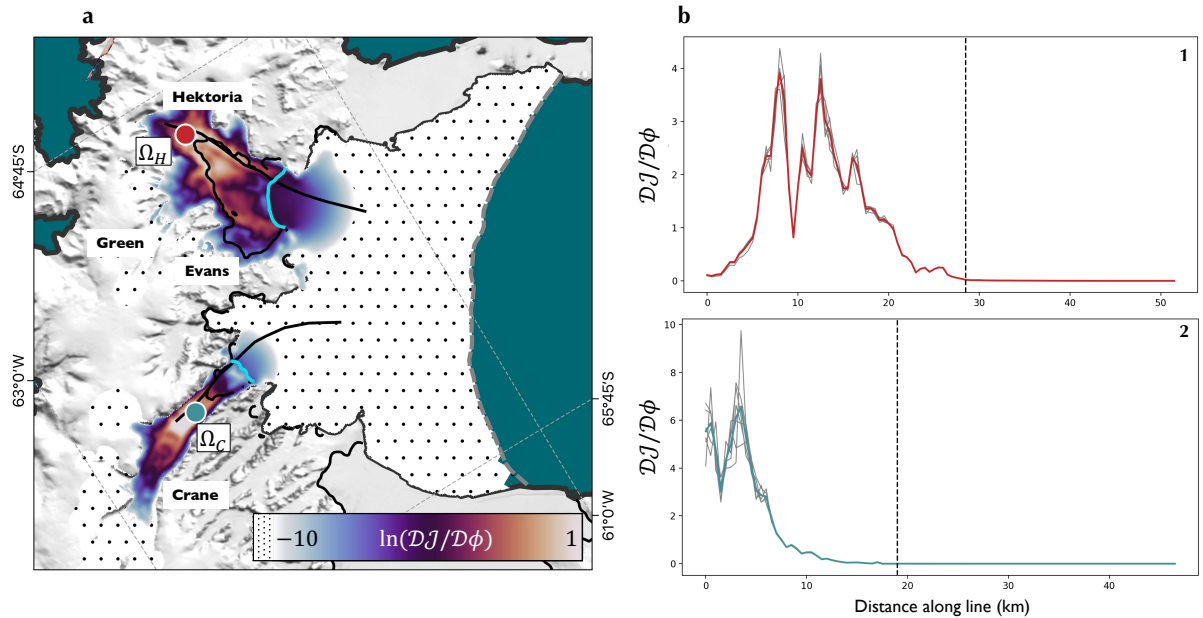 a
Hektoria
Ω_H
64°45'S
Green
Evans
63°0'W
Ω_C
Crane
−10 ln(𝒟𝒥/𝒟ϕ) 1
65°45'S
61°0'W
b
1
𝒟𝒥/𝒟ϕ
4
3
2
1
0
0 10 20 30 40 50
2
𝒟𝒥/𝒟ϕ
10
8
6
4
2
0
0 10 20 30 40
Distance along line (km)